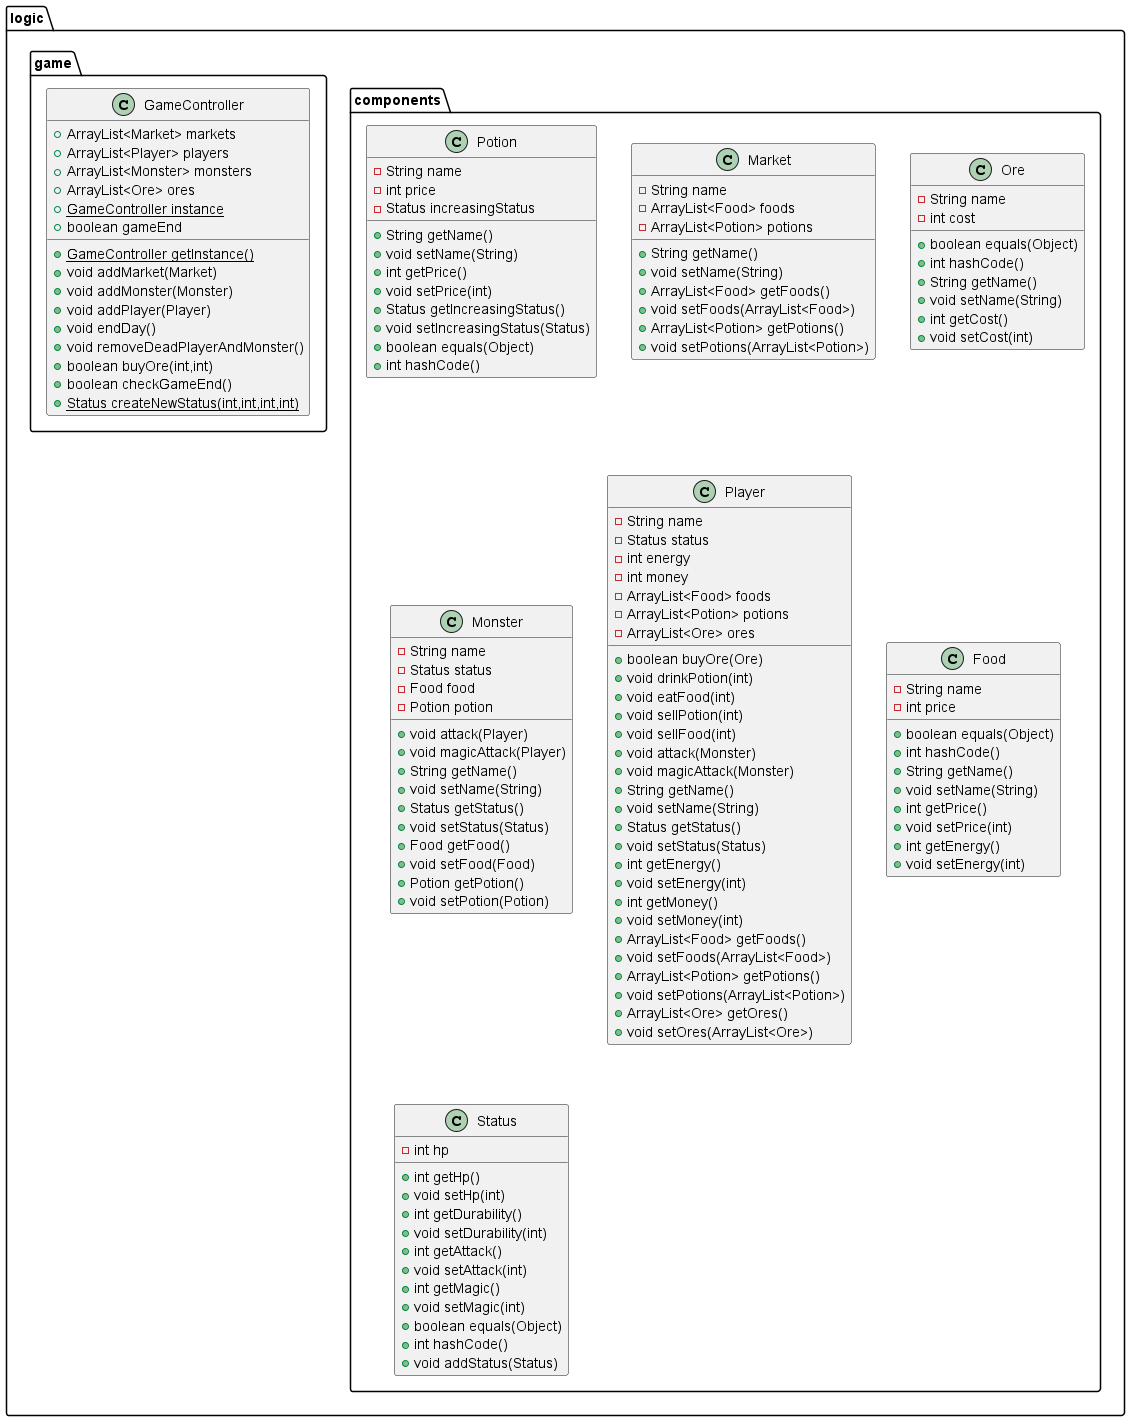 logic
game
C GameController
ArrayList<Market> markets
ArrayList<Player> players
ArrayList<Monster> monsters
ArrayList<Ore> ores
GameController instance
boolean gameEnd
GameController getInstance()
void addMarket(Market)
void addMonster(Monster)
void addPlayer(Player)
void endDay()
void removeDeadPlayerAndMonster()
boolean buyOre(int,int)
boolean checkGameEnd()
Status createNewStatus(int,int,int,int)
components
C Potion
String name
int price
Status increasingStatus
String getName()
void setName(String)
int getPrice()
void setPrice(int)
Status getIncreasingStatus()
void setIncreasingStatus(Status)
boolean equals(Object)
int hashCode()
C Market
String name
ArrayList<Food> foods
ArrayList<Potion> potions
String getName()
void setName(String)
ArrayList<Food> getFoods()
void setFoods(ArrayList<Food>)
ArrayList<Potion> getPotions()
void setPotions(ArrayList<Potion>)
C Ore
String name
int cost
boolean equals(Object)
int hashCode()
String getName()
void setName(String)
int getCost()
void setCost(int)
C Monster
String name
Status status
Food food
Potion potion
void attack(Player)
void magicAttack(Player)
String getName()
void setName(String)
Status getStatus()
void setStatus(Status)
Food getFood()
void setFood(Food)
Potion getPotion()
void setPotion(Potion)
C Player
String name
Status status
int energy
int money
ArrayList<Food> foods
ArrayList<Potion> potions
ArrayList<Ore> ores
boolean buyOre(Ore)
void drinkPotion(int)
void eatFood(int)
void sellPotion(int)
void sellFood(int)
void attack(Monster)
void magicAttack(Monster)
String getName()
void setName(String)
Status getStatus()
void setStatus(Status)
int getEnergy()
void setEnergy(int)
int getMoney()
void setMoney(int)
ArrayList<Food> getFoods()
void setFoods(ArrayList<Food>)
ArrayList<Potion> getPotions()
void setPotions(ArrayList<Potion>)
ArrayList<Ore> getOres()
void setOres(ArrayList<Ore>)
C Food
String name
int price
boolean equals(Object)
int hashCode()
String getName()
void setName(String)
int getPrice()
void setPrice(int)
int getEnergy()
void setEnergy(int)
C Status
int hp
int getHp()
void setHp(int)
int getDurability()
void setDurability(int)
int getAttack()
void setAttack(int)
int getMagic()
void setMagic(int)
boolean equals(Object)
int hashCode()
void addStatus(Status)